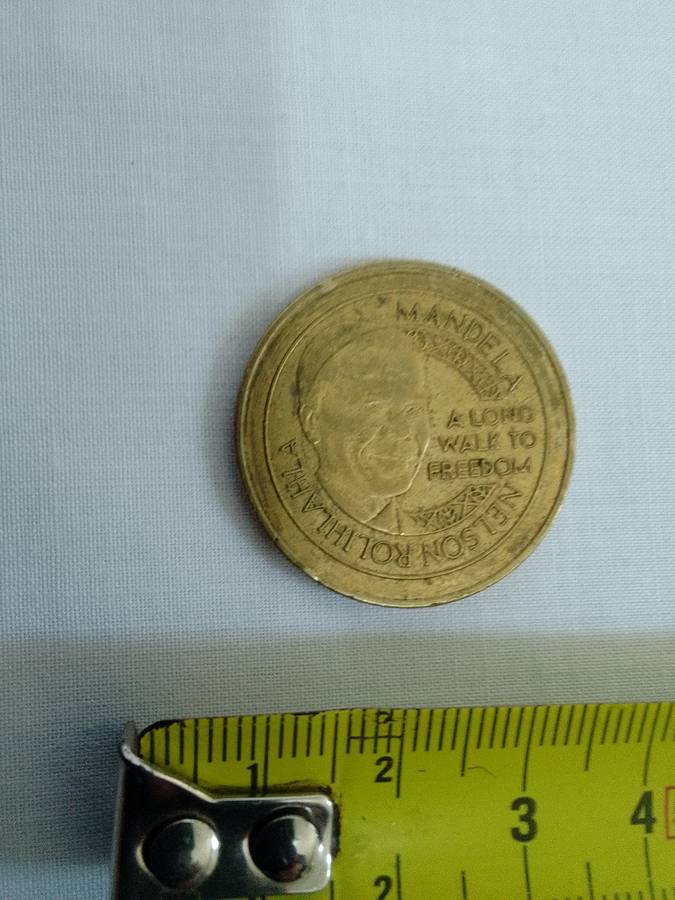 MANDELA
A LONG
WALK TO
FREEDOM
NELSON ROLIHLAHLA
1 2 3 4
2